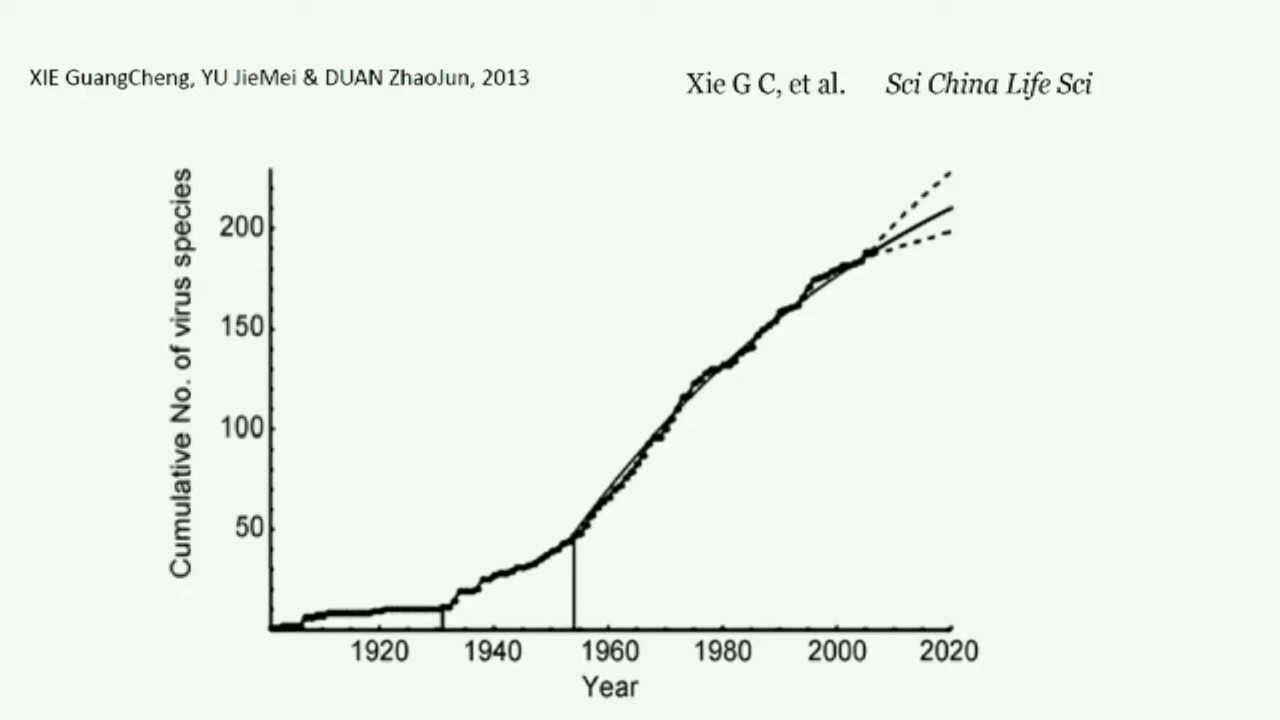 XIE GuangCheng, YU JieMei & DUAN ZhaoJun, 2013
Xie G C, et al. Sci China Life Sci
Cumulative No. of virus species
200
150
100
50
1920 1940 1960 1980 2000 2020
Year